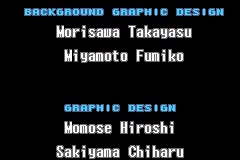 BACKGROUND GRAPHIC DESIGN
Morisawa Takayasu
Miyamoto Fumiko
GRAPHIC DESIGN
Momose Hiroshi
Sakiyama Chiharu